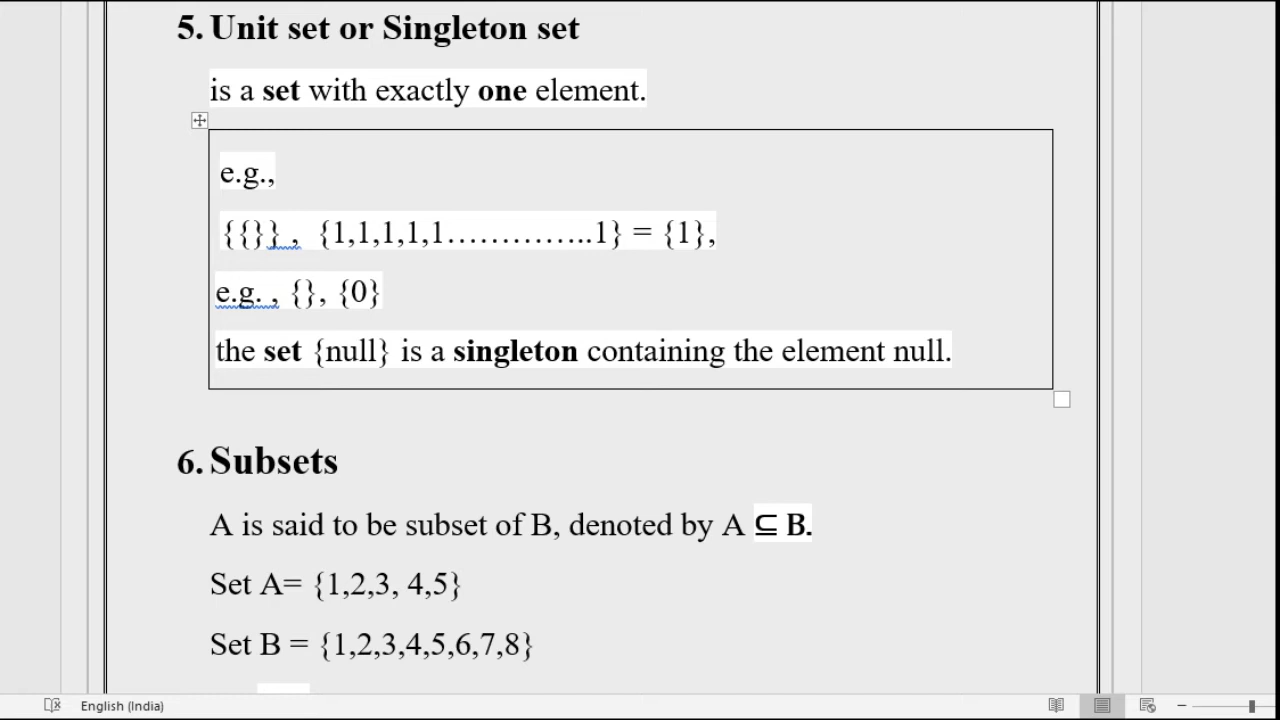 5. Unit set or Singleton set
is a set with exactly one element.
e.g.,
{{}} , {1,1,1,1,1…………..1} = {1},
e.g. , {}, {0}
the set {null} is a singleton containing the element null.
6. Subsets
A is said to be subset of B, denoted by A ⊆ B.
Set A= {1,2,3, 4,5}
Set B = {1,2,3,4,5,6,7,8}
English (India)